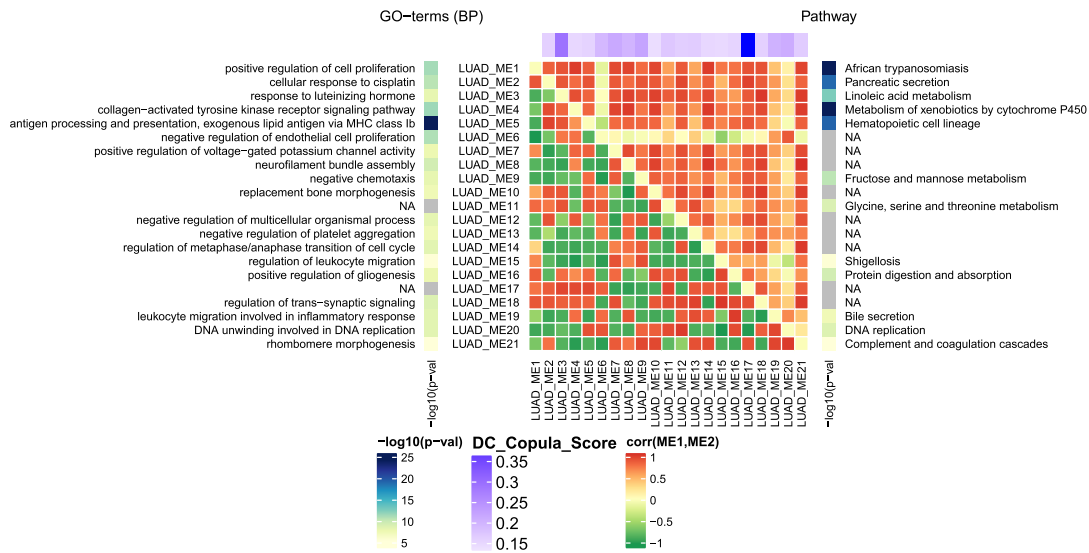 GO−terms (BP) Pathway
positive regulation of cell proliferation LUAD_ME1 African trypanosomiasis
cellular response to cisplatin LUAD_ME2 Pancreatic secretion
response to luteinizing hormone LUAD_ME3 Linoleic acid metabolism
collagen−activated tyrosine kinase receptor signaling pathway LUAD_ME4 Metabolism of xenobiotics by cytochrome P450
antigen processing and presentation, exogenous lipid antigen via MHC class Ib LUAD_ME5 Hematopoietic cell lineage
negative regulation of endothelial cell proliferation LUAD_ME6 NA
positive regulation of voltage−gated potassium channel activity LUAD_ME7 NA
neurofilament bundle assembly LUAD_ME8 NA
negative chemotaxis LUAD_ME9 Fructose and mannose metabolism
replacement bone morphogenesis LUAD_ME10 NA
NA LUAD_ME11 Glycine, serine and threonine metabolism
negative regulation of multicellular organismal process LUAD_ME12 NA
negative regulation of platelet aggregation LUAD_ME13 NA
regulation of metaphase/anaphase transition of cell cycle LUAD_ME14 NA
regulation of leukocyte migration LUAD_ME15 Shigellosis
positive regulation of gliogenesis LUAD_ME16 Protein digestion and absorption
NA LUAD_ME17 NA
regulation of trans−synaptic signaling LUAD_ME18 NA
leukocyte migration involved in inflammatory response LUAD_ME19 Bile secretion
DNA unwinding involved in DNA replication LUAD_ME20 DNA replication
rhombomere morphogenesis LUAD_ME21 Complement and coagulation cascades
−log10(p−val)
LUAD_ME1
LUAD_ME2
LUAD_ME3
LUAD_ME4
LUAD_ME5
LUAD_ME6
LUAD_ME7
LUAD_ME8
LUAD_ME9
LUAD_ME10
LUAD_ME11
LUAD_ME12
LUAD_ME13
LUAD_ME14
LUAD_ME15
LUAD_ME16
LUAD_ME17
LUAD_ME18
LUAD_ME19
LUAD_ME20
LUAD_ME21
−log10(p−val)
−log10(p−val) DC_Copula_Score corr(ME1,ME2)
25
20
15
10
5
0.35
0.3
0.25
0.2
0.15
1
0.5
0
−0.5
−1